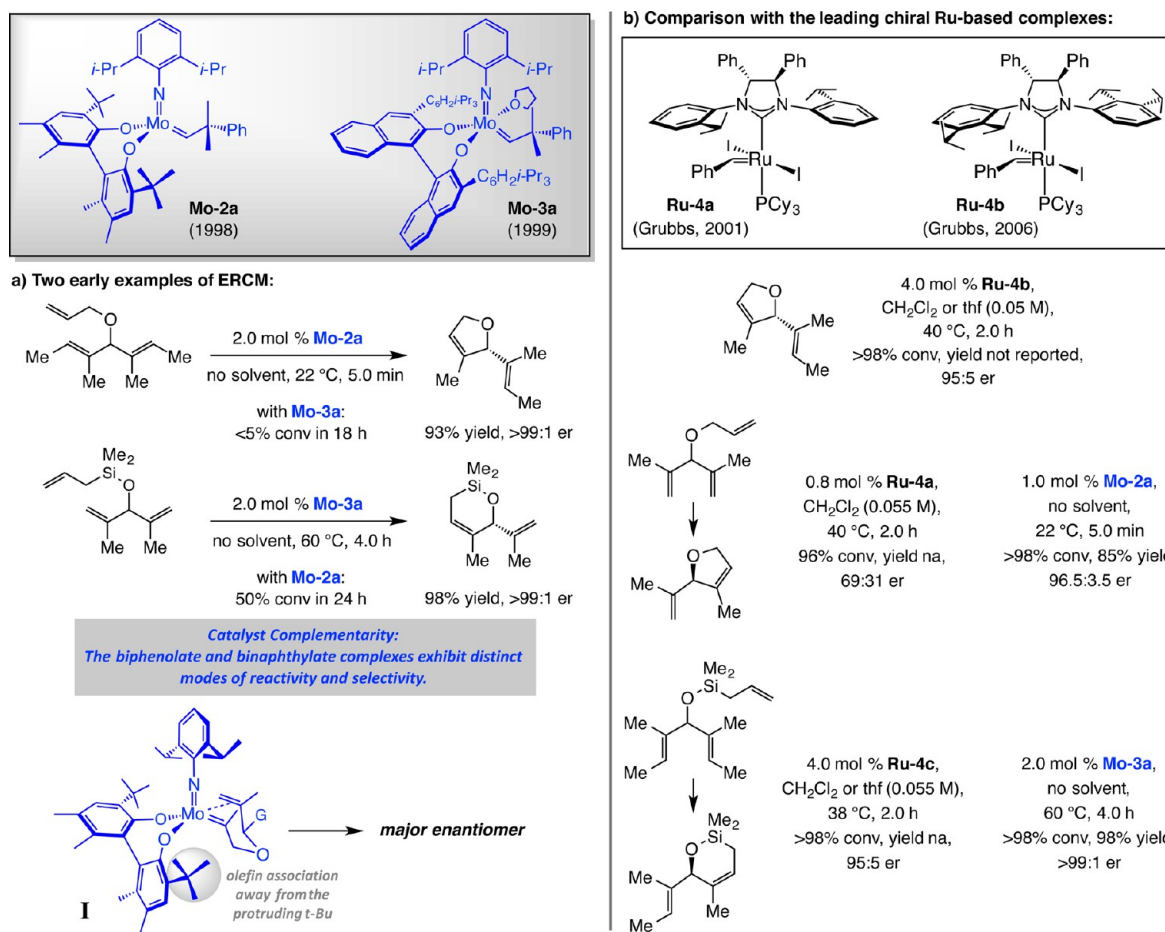 i-Pr
i-Pr
N
Mo
O
O
Ph
Mo-2a
(1998)
i-Pr
i-Pr
C6H2i-Pr3
N
O
O
Mo
O
Ph
C6H2i-Pr3
Mo-3a
(1999)
a) Two early examples of ERCM:
O
Me
Me
Me
Me
2.0 mol % Mo-2a
no solvent, 22 °C, 5.0 min
with Mo-3a:
<5% conv in 18 h
O
Me
Me
Me
93% yield, >99:1 er
Me2
Si
O
Me
Me
2.0 mol % Mo-3a
no solvent, 60 °C, 4.0 h
with Mo-2a:
50% conv in 24 h
Me2
Si
O
Me
Me
98% yield, >99:1 er
Catalyst Complementarity:
The biphenolate and binaphthylate complexes exhibit distinct
modes of reactivity and selectivity.
N
O
Mo
O
G
O
major enantiomer
olefin association
away from the
protruding t-Bu
I
b) Comparison with the leading chiral Ru-based complexes:
Ph
Ph
N
N
I
Ru
Ph
I
PCy3
Ru-4a
(Grubbs, 2001)
Ph
Ph
N
N
I
Ru
Ph
I
PCy3
Ru-4b
(Grubbs, 2006)
O
Me
Me
Me
4.0 mol % Ru-4b,
CH2Cl2 or thf (0.05 M),
40 °C, 2.0 h
>98% conv, yield not reported,
95:5 er
O
Me
Me
O
Me
Me
0.8 mol % Ru-4a,
CH2Cl2 (0.055 M),
40 °C, 2.0 h
96% conv, yield na,
69:31 er
1.0 mol % Mo-2a,
no solvent,
22 °C, 5.0 min
>98% conv, 85% yield
96.5:3.5 er
Me2
Si
O
Me
Me
Me
Me
Me2
Si
O
Me
Me
Me
4.0 mol % Ru-4c,
CH2Cl2 or thf (0.055 M),
38 °C, 2.0 h
>98% conv, yield na,
95:5 er
2.0 mol % Mo-3a,
no solvent,
60 °C, 4.0 h
>98% conv, 98% yield
>99:1 er